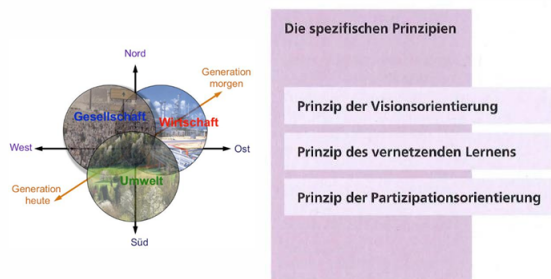 Nord
Generation
morgen
Gesellschaft
Wirtschaft
West
Ost
Umwelt
Generation
heute
Süd
Die spezifischen Prinzipien
Prinzip der Visionsorientierung
Prinzip des vernetzenden Lernens
Prinzip der Partizipationsorientierung